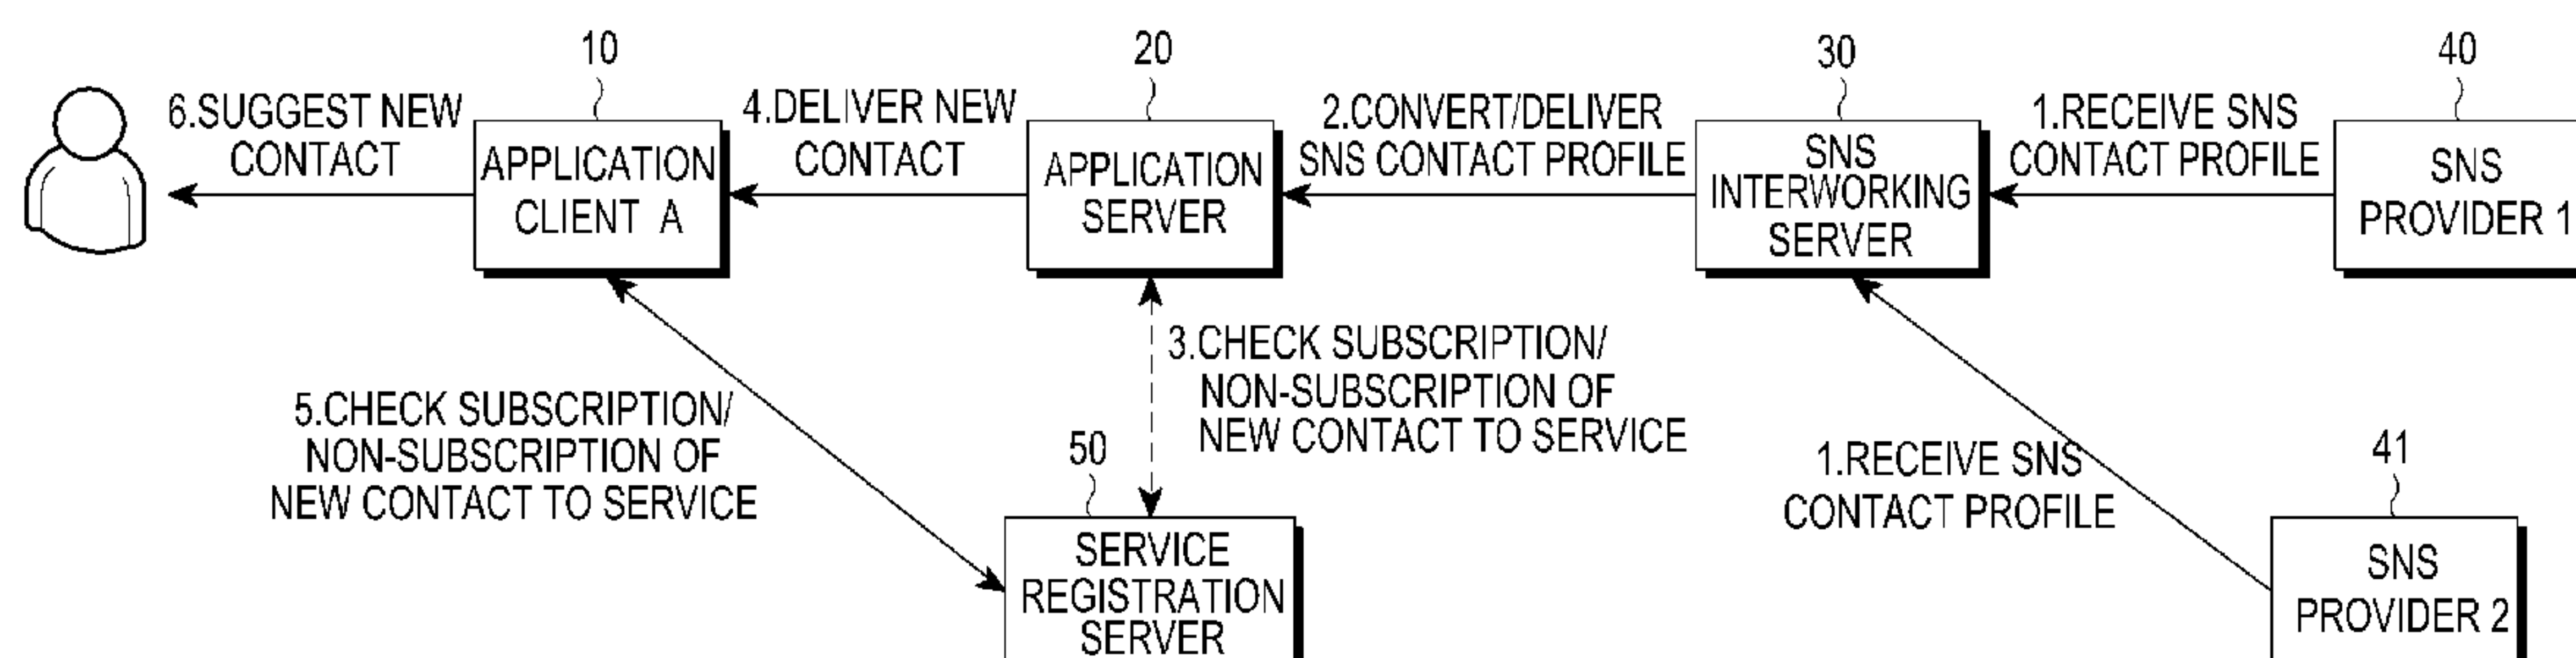 10
20
30
40
6.SUGGEST NEW
CONTACT
APPLICATION
CLIENT A
4.DELIVER NEW
CONTACT
APPLICATION
SERVER
2.CONVERT/DELIVER
SNS CONTACT PROFILE
SNS
INTERWORKING
SERVER
1.RECEIVE SNS
CONTACT PROFILE
SNS
PROVIDER 1
5.CHECK SUBSCRIPTION/
NON-SUBSCRIPTION OF
NEW CONTACT TO SERVICE
3.CHECK SUBSCRIPTION/
NON-SUBSCRIPTION OF
NEW CONTACT TO SERVICE
50
SERVICE
REGISTRATION
SERVER
1.RECEIVE SNS
CONTACT PROFILE
41
SNS
PROVIDER 2